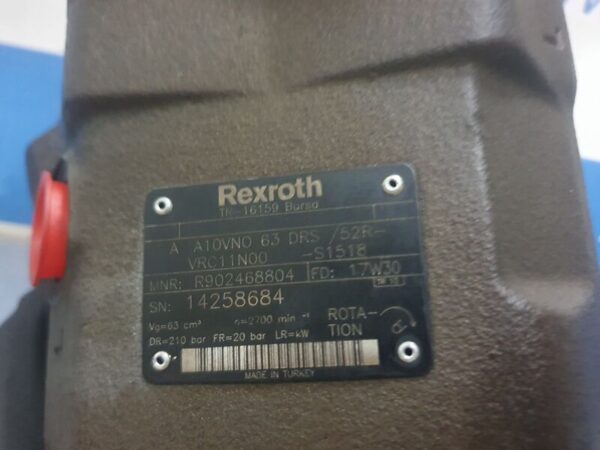 Rexroth
TR-16159 Bursa
A A10VNO 63 DRS /52R-
VRC11N00 -S1518
MNR: R902468804 FD: 17W30
SN: 14258684
Vg=63 cm³ n=2700 min -1
DR=210 bar FR=20 bar LR=kW
ROTA-
TION
MADE IN TURKEY